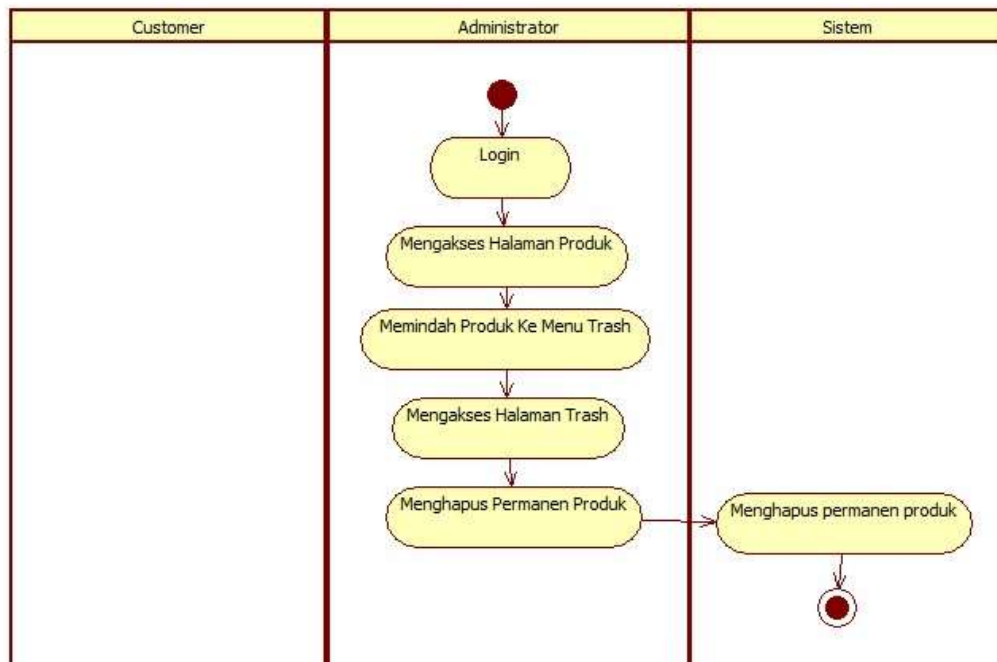 Customer
Administrator
Sistem
Login
Mengakses Halaman Produk
Memindah Produk Ke Menu Trash
Mengakses Halaman Trash
Menghapus Permanen Produk
Menghapus permanen produk